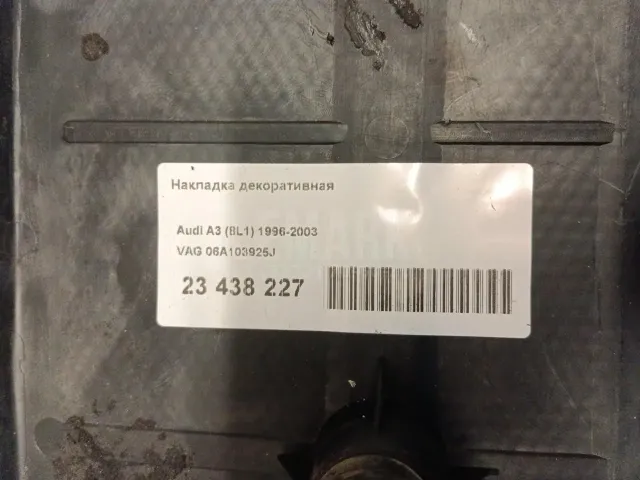 Накладка декоративная
Audi A3 (8L1) 1996-2003
VAG 06A103925J
23 438 227